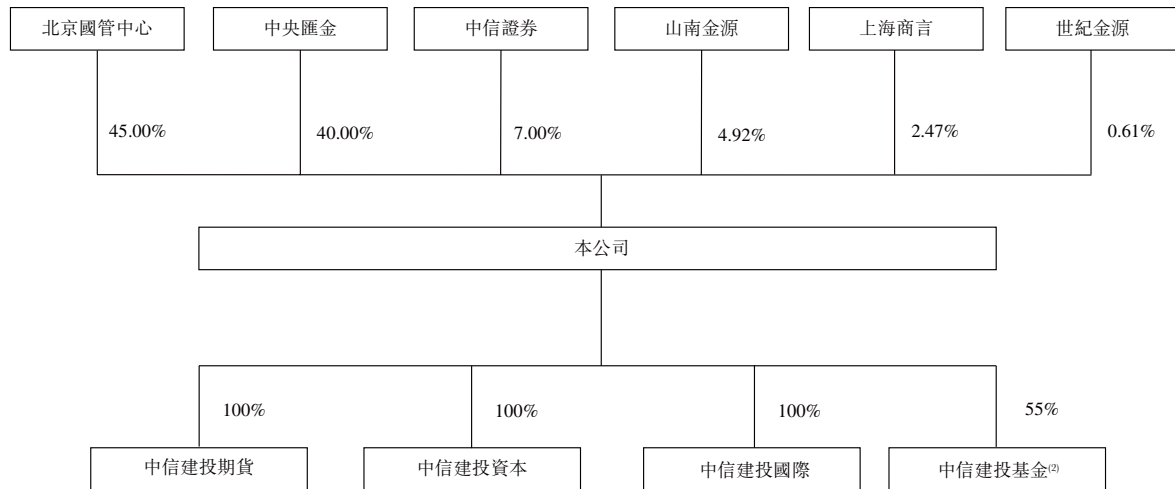 北京國管中心
中央匯金
中信證券
山南金源
上海商言
世紀金源
45.00%
40.00%
7.00%
4.92%
2.47%
0.61%
本公司
100%
100%
100%
55%
中信建投期貨
中信建投資本
中信建投國際
中信建投基金(2)